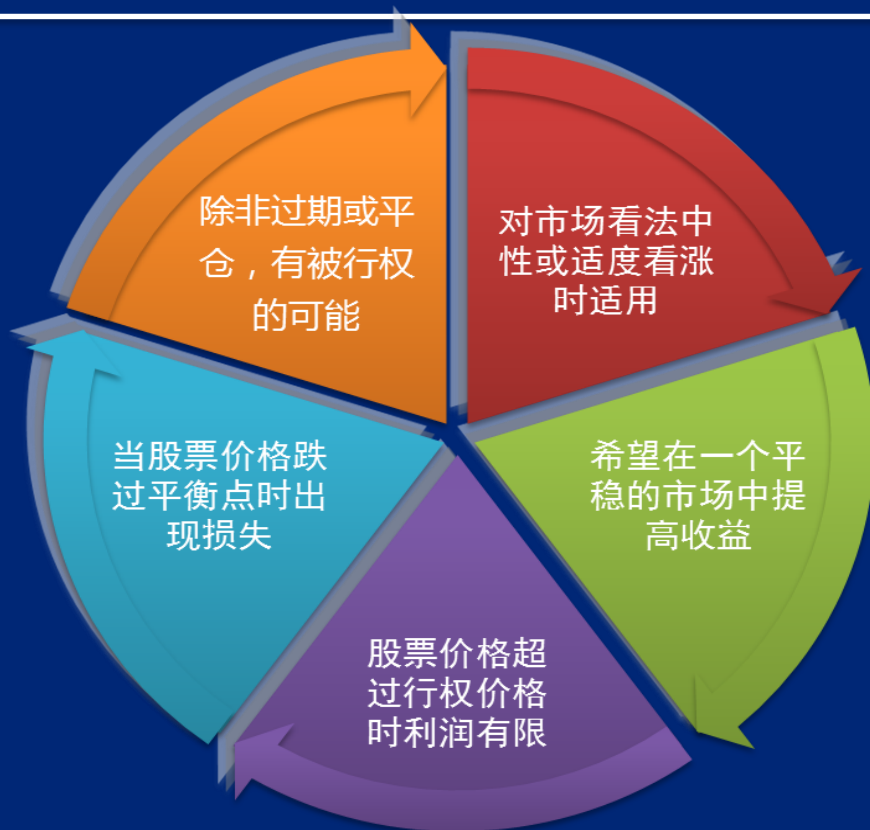 对市场看法中
性或适度看涨
时适用
希望在一个平
稳的市场中提
高收益
股票价格超
过行权价格
时利润有限
当股票价格跌
过平衡点时出
现损失
除非过期或平
仓，有被行权
的可能